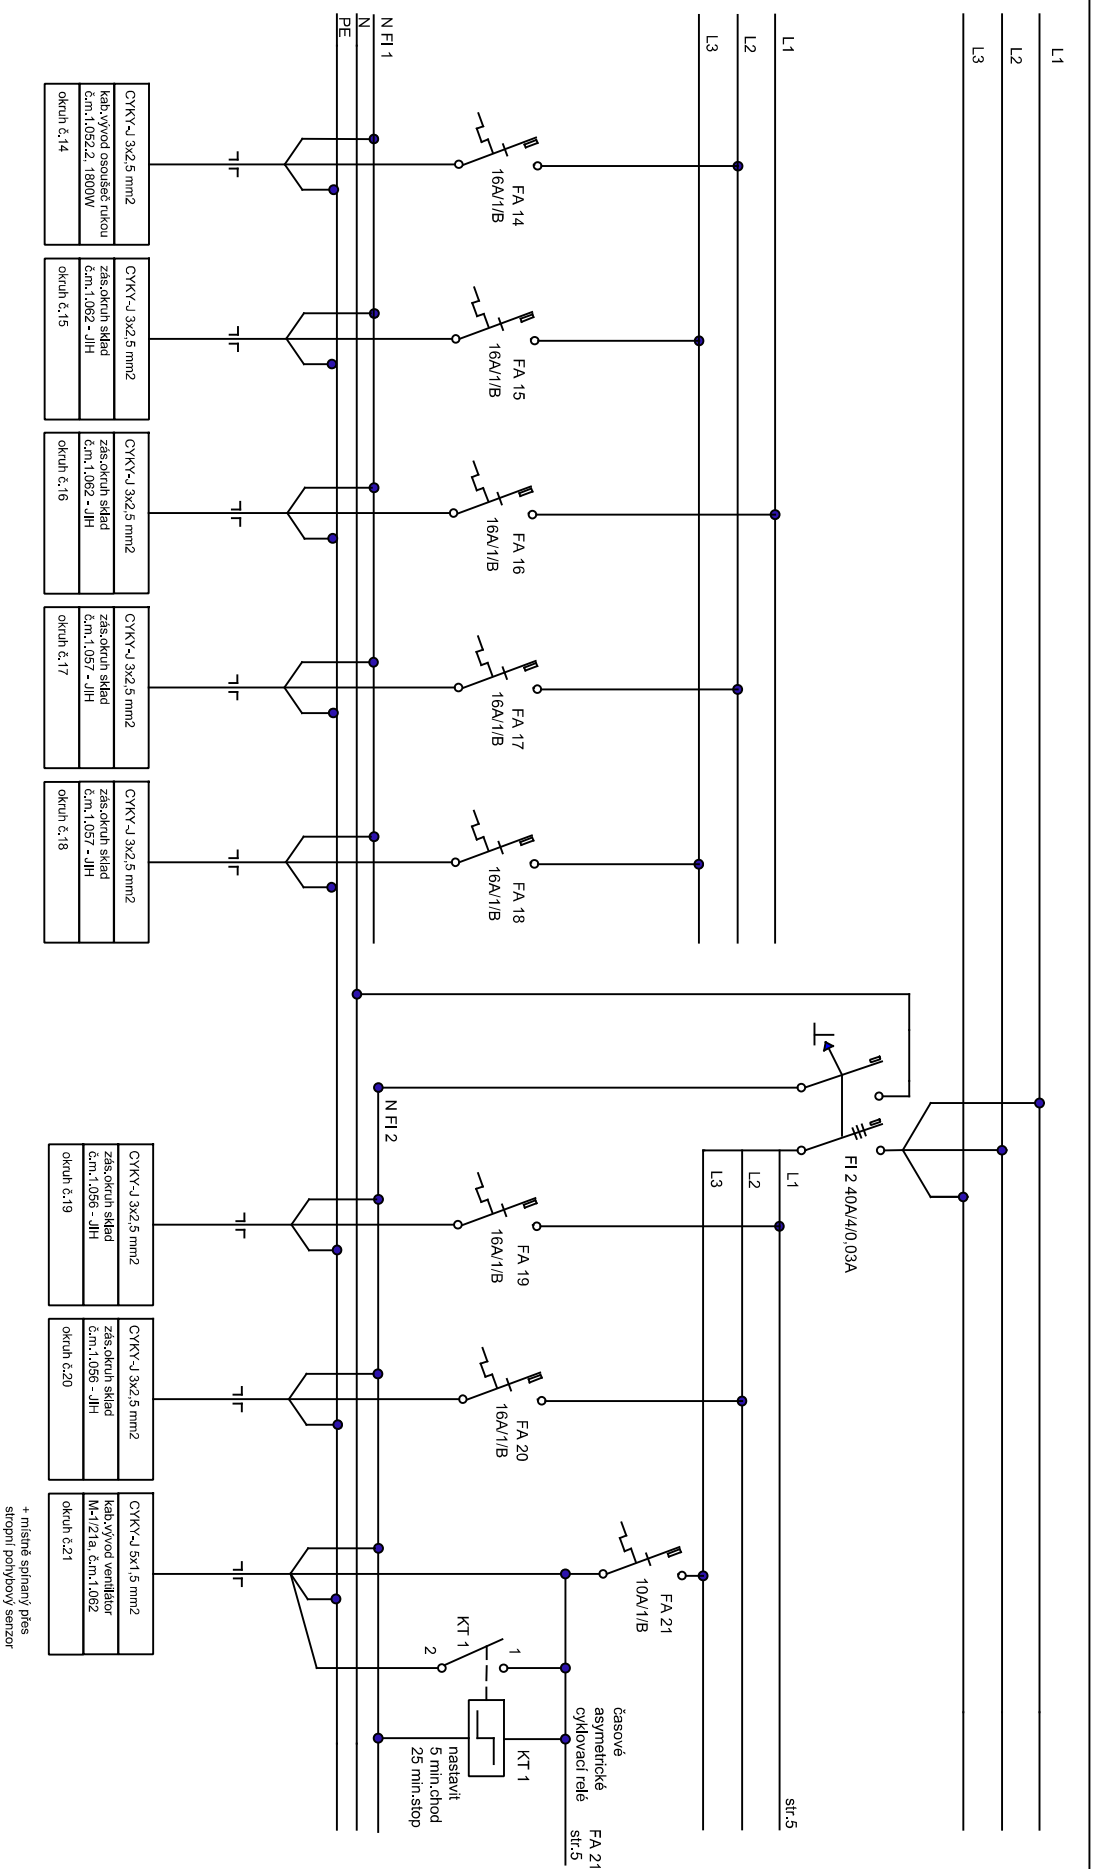 L1
L2
L3
L1
L2
L3
N FI 1
N
PE
FA 14
16A/1/B
FA 15
16A/1/B
FA 16
16A/1/B
FA 17
16A/1/B
FA 18
16A/1/B
FI 2 40A/4/0,03A
L1
L2
L3
N FI 2
FA 19
16A/1/B
FA 20
16A/1/B
FA 21
10A/1/B
str.5
FA 21
str.5
časové
asymetrické
cyklovací relé
KT 1
1
2
KT 1
nastavit
5 min.chod
25 min.stop
CYKY-J 3x2,5 mm2
kab.vývod osoušeč rukou
č.m.1.052.2, 1800W
okruh č.14
CYKY-J 3x2,5 mm2
zás.okruh sklad
č.m.1.062 - JIH
okruh č.15
CYKY-J 3x2,5 mm2
zás.okruh sklad
č.m.1.062 - JIH
okruh č.16
CYKY-J 3x2,5 mm2
zás.okruh sklad
č.m.1.057 - JIH
okruh č.17
CYKY-J 3x2,5 mm2
zás.okruh sklad
č.m.1.057 - JIH
okruh č.18
CYKY-J 3x2,5 mm2
zás.okruh sklad
č.m.1.056 - JIH
okruh č.19
CYKY-J 3x2,5 mm2
zás.okruh sklad
č.m.1.056 - JIH
okruh č.20
CYKY-J 5x1,5 mm2
kab.vývod ventilátor
M-1/21a, č.m.1.062
okruh č.21
+ místně spínaný přes
stropní pohybový senzor